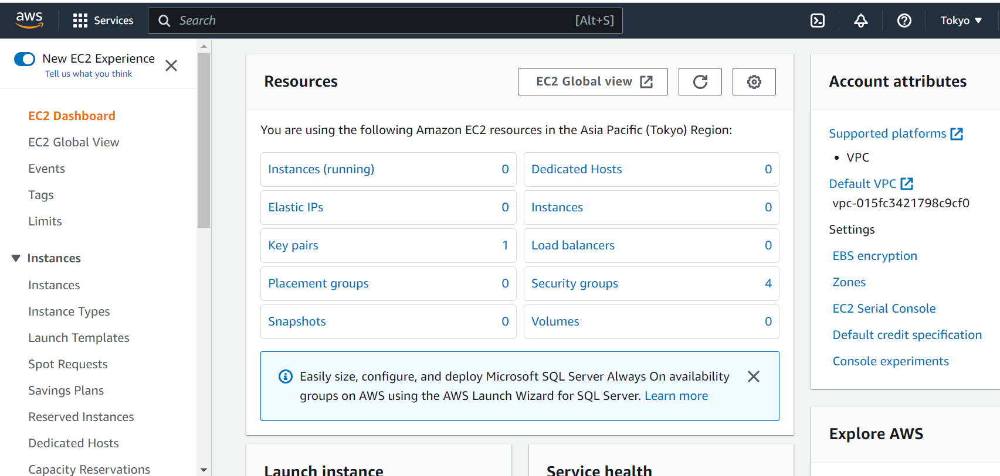 aws
Services
Search
[Alt+S]
Tokyo
New EC2 Experience
Tell us what you think
EC2 Dashboard
EC2 Global View
Events
Tags
Limits
Instances
Instances
Instance Types
Launch Templates
Spot Requests
Savings Plans
Reserved Instances
Dedicated Hosts
Capacity Reservations
Resources
EC2 Global view
You are using the following Amazon EC2 resources in the Asia Pacific (Tokyo) Region:
Instances (running) 0
Dedicated Hosts 0
Elastic IPs 0
Instances 0
Key pairs 1
Load balancers 0
Placement groups 0
Security groups 4
Snapshots 0
Volumes 0
Easily size, configure, and deploy Microsoft SQL Server Always On availability
groups on AWS using the AWS Launch Wizard for SQL Server. Learn more
Launch instance
Service health
Account attributes
Supported platforms
• VPC
Default VPC
vpc-015fc3421798c9cf0
Settings
EBS encryption
Zones
EC2 Serial Console
Default credit specification
Console experiments
Explore AWS